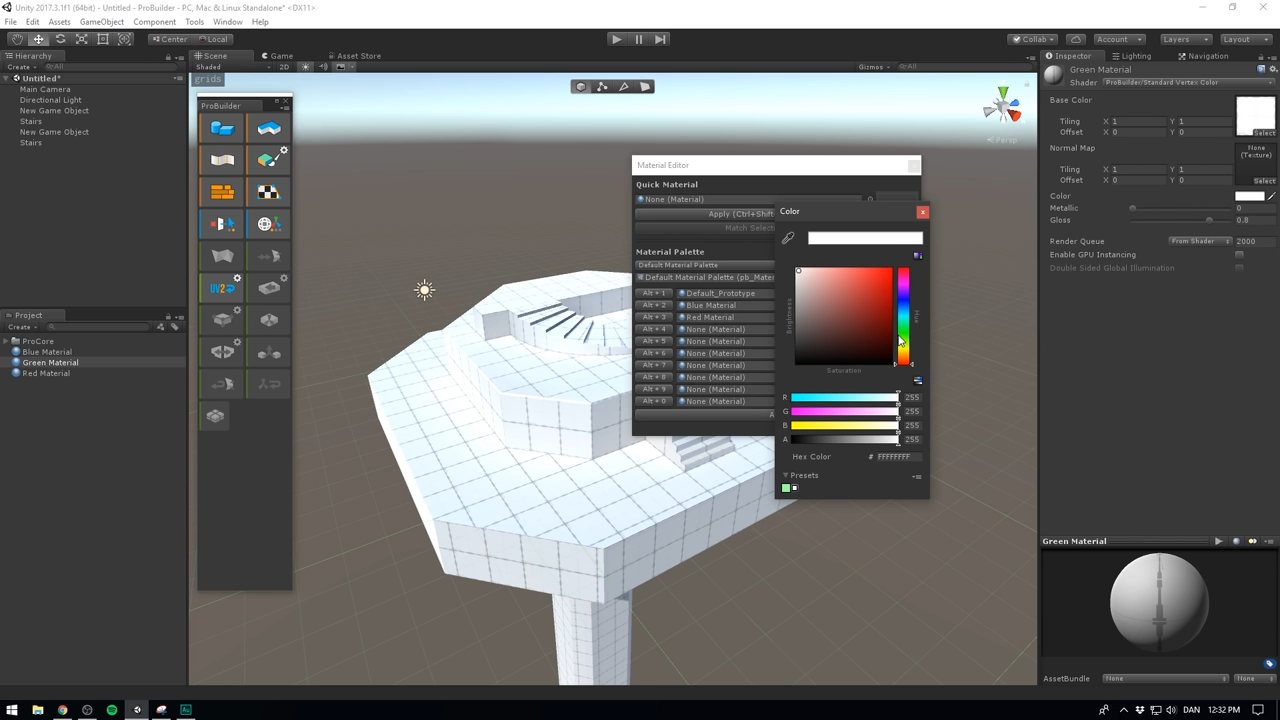 Unity 2017.3.1f1 (64bit) - Untitled* - ProBuilder - PC, Mac & Linux Standalone* <DX11>
File Edit Assets GameObject Component Tools Window Help
Center Local
Collab Account Layers Layout
Hierarchy
Create All
Untitled*
Main Camera
Directional Light
New Game Object
Stairs
New Game Object
Stairs
Project
Create
ProCore
Blue Material
Green Material
Red Material
Scene Game Asset Store
Shaded 2D Gizmos All
grids
ProBuilder
UV2
Persp
Material Editor
Quick Material
None (Material)
Apply (Ctrl+Shift
Match Select
Material Palette
Default Material Palette
Default Material Palette (pb_Mater
Alt + 1 Default_Prototype
Alt + 2 Blue Material
Alt + 3 Red Material
Alt + 4 None (Material)
Alt + 5 None (Material)
Alt + 6 None (Material)
Alt + 7 None (Material)
Alt + 8 None (Material)
Alt + 9 None (Material)
Alt + 0 None (Material)
A
Color
Brightness
Hue
Saturation
R 255
G 255
B 255
A 255
Hex Color # FFFFFFFF
Presets
Inspector Lighting Navigation
Green Material
Shader ProBuilder/Standard Vertex Color
Base Color
Tiling X 1 Y 1
Offset X 0 Y 0
Select
Normal Map
None
(Texture)
Tiling X 1 Y 1
Offset X 0 Y 0
Select
Color
Metallic 0
Gloss 0.8
Render Queue From Shader 2000
Enable GPU Instancing
Double Sided Global Illumination
Green Material
AssetBundle None None
DAN 12:32 PM